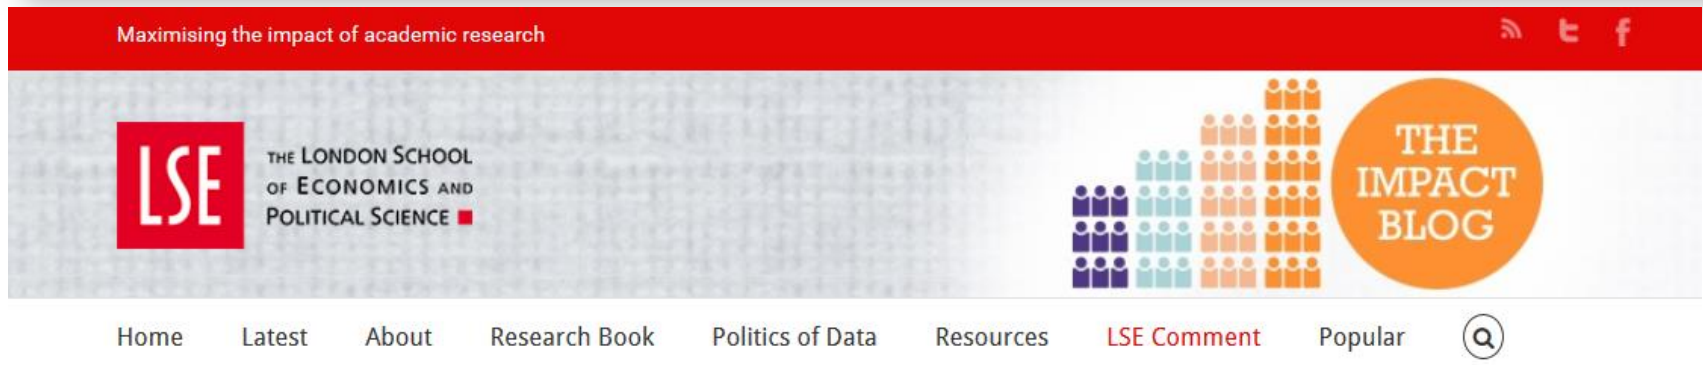 Maximising the impact of academic research
LSE
THE LONDON SCHOOL
OF ECONOMICS AND
POLITICAL SCIENCE
THE
IMPACT
BLOG
Home Latest About Research Book Politics of Data Resources LSE Comment Popular